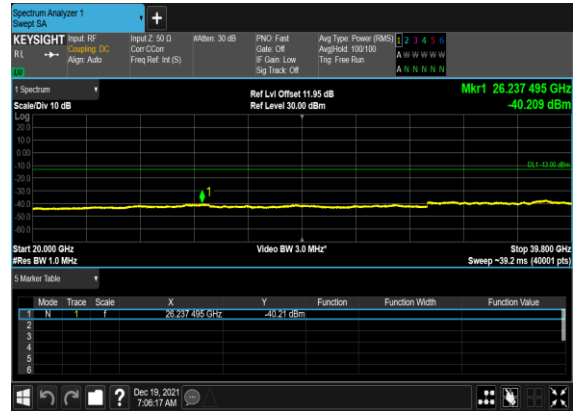 Spectrum Analyzer 1
Swept SA
+
KEYSIGHT Input: RF Input Z: 50 Ω #Atten: 30 dB PNO: Fast Avg Type: Power (RMS) 1 2 3 4 5 6
RL Coupling: DC Corr CCorr Gate: Off Avg|Hold: 100/100 A W W W W W
Align: Auto Freq Ref: Int (S) IF Gain: Low Trig: Free Run
LXI Sig Track: Off A N N N N N
1 Spectrum Ref Lvl Offset 11.95 dB Mkr1 26.237 495 GHz
Scale/Div 10 dB Ref Level 30.00 dBm -40.209 dBm
Log
20.0
10.0
0.00
-10.0 DL1 -13.00 dBm
-20.0
-30.0
1
-40.0
-50.0
-60.0
Start 20.000 GHz Video BW 3.0 MHz* Stop 39.800 GHz
#Res BW 1.0 MHz Sweep ~39.2 ms (40001 pts)
5 Marker Table
Mode Trace Scale X Y Function Function Width Function Value
1 N 1 f 26.237 495 GHz -40.21 dBm
2
3
4
5
6
? Dec 19, 2021
7:06:17 AM